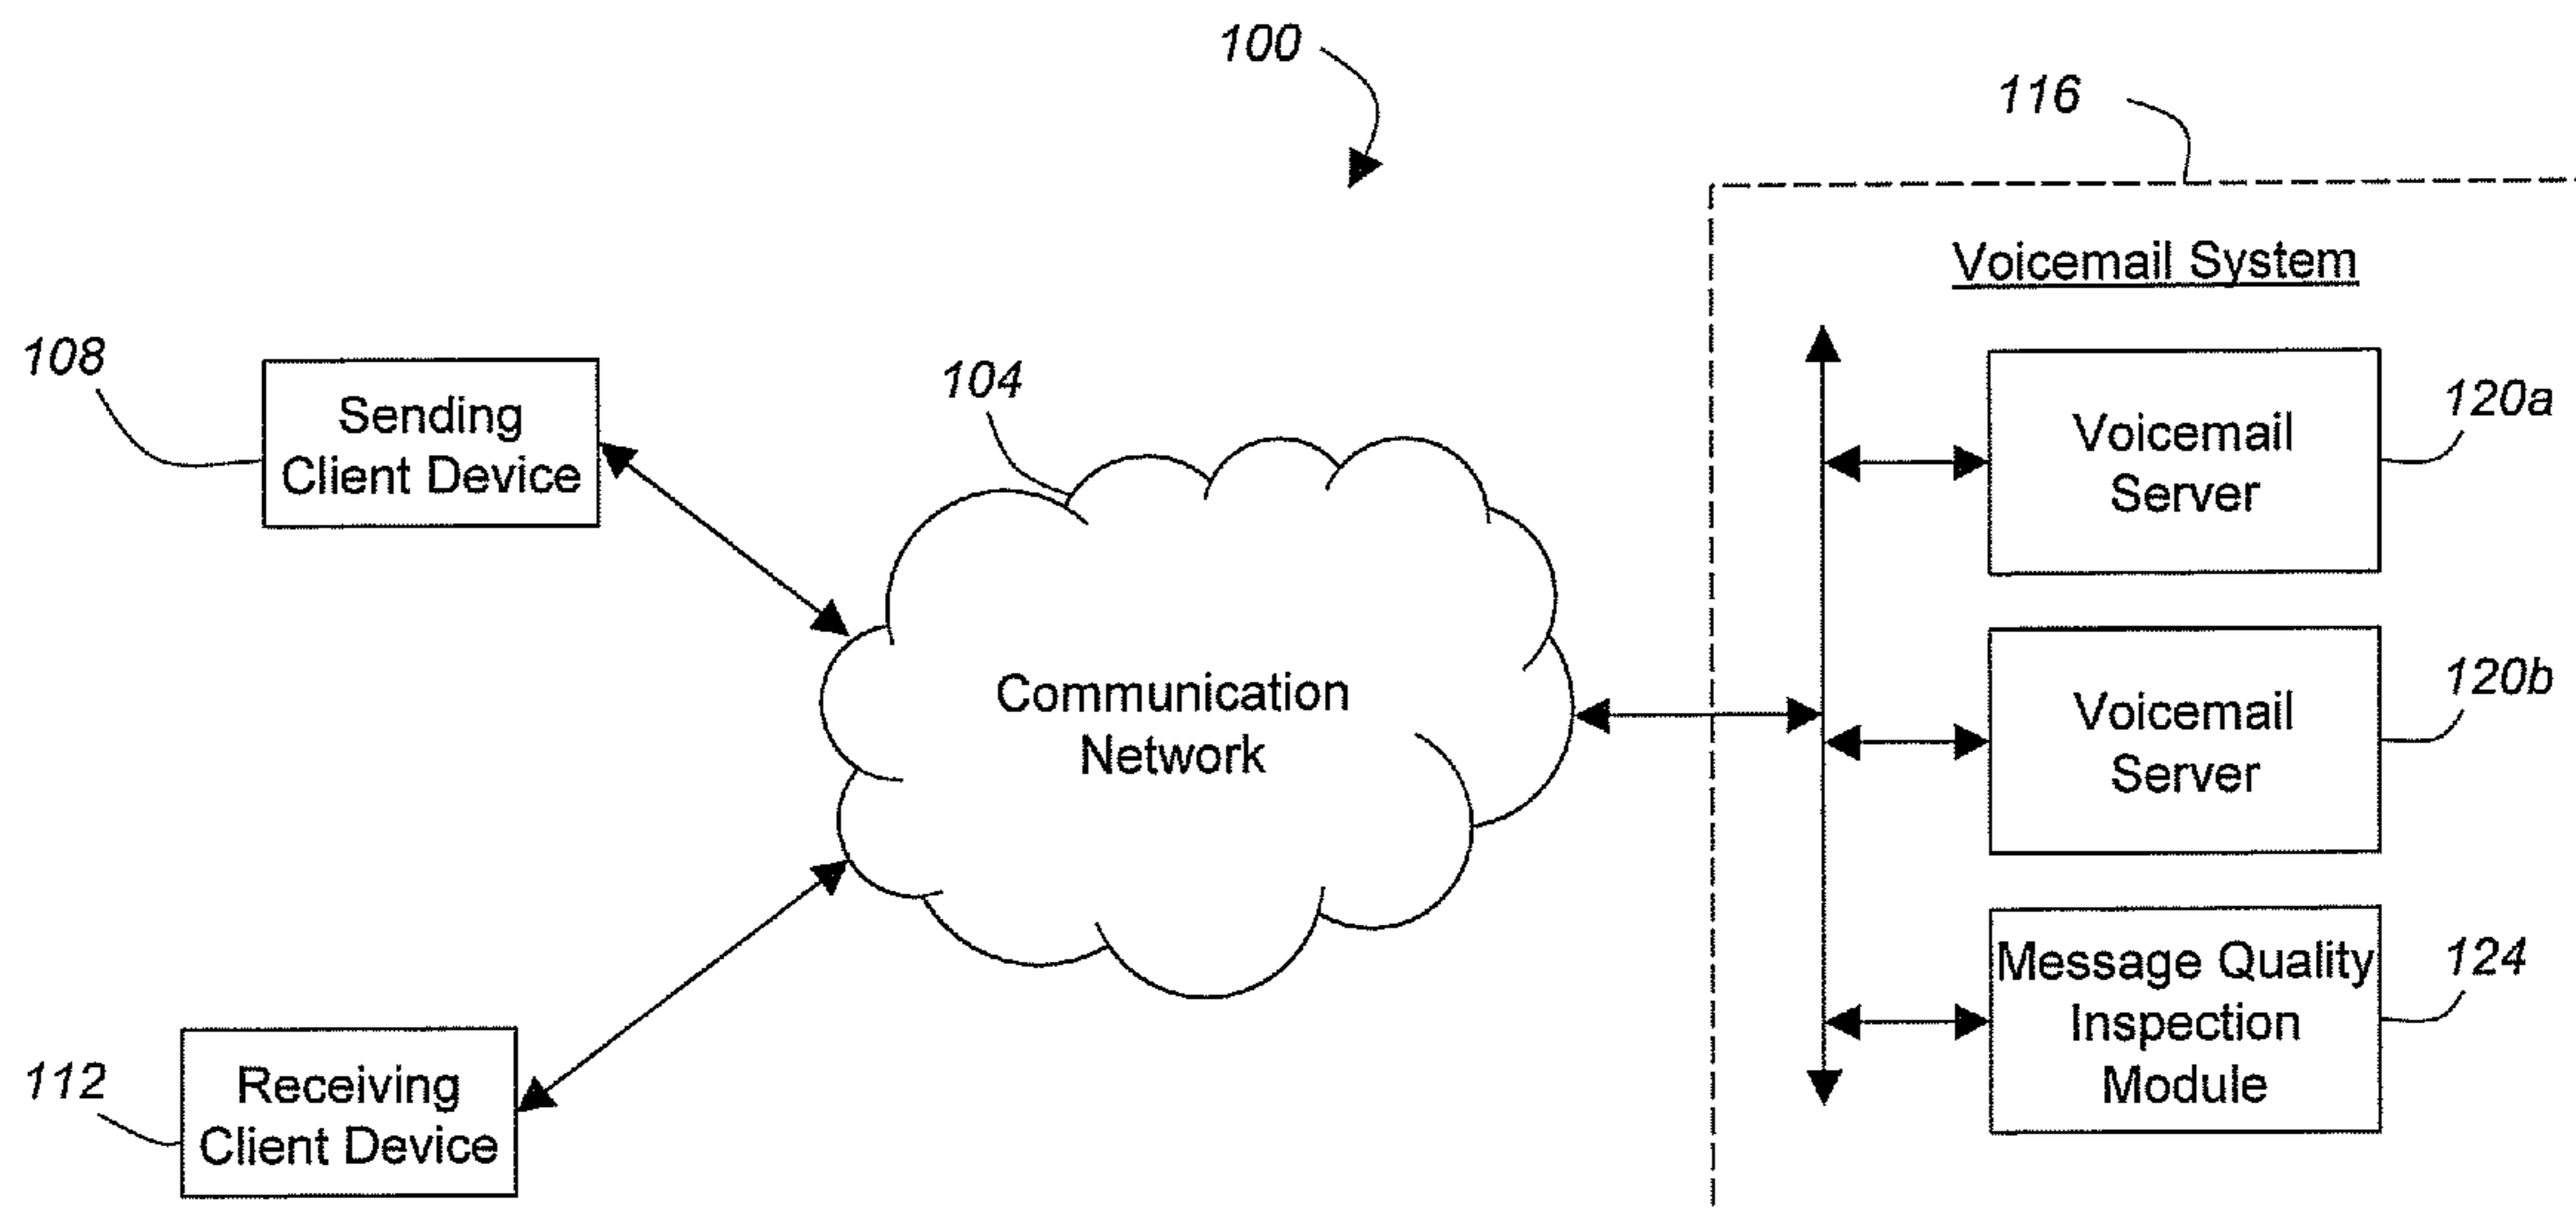 100
116
Voicemail System
108
Sending
Client Device
104
120a
Voicemail
Server
Communication
Network
120b
Voicemail
Server
124
Message Quality
Inspection
Module
112
Receiving
Client Device